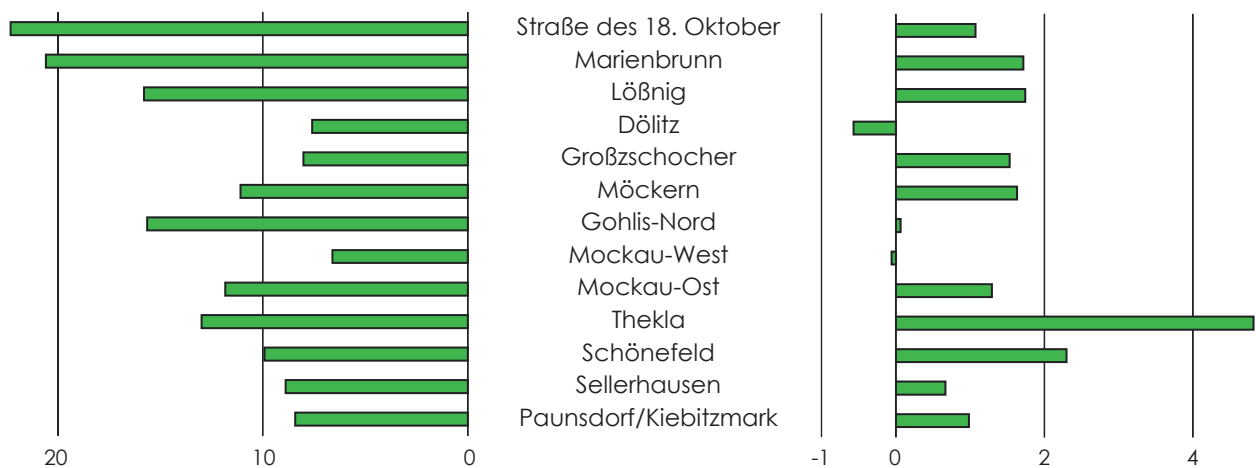 Straße des 18. Oktober
Marienbrunn
Lößnig
Dölitz
Großzschocher
Möckern
Gohlis-Nord
Mockau-West
Mockau-Ost
Thekla
Schönefeld
Sellerhausen
Paunsdorf/Kiebitzmark
20 10 0 -1 0 2 4